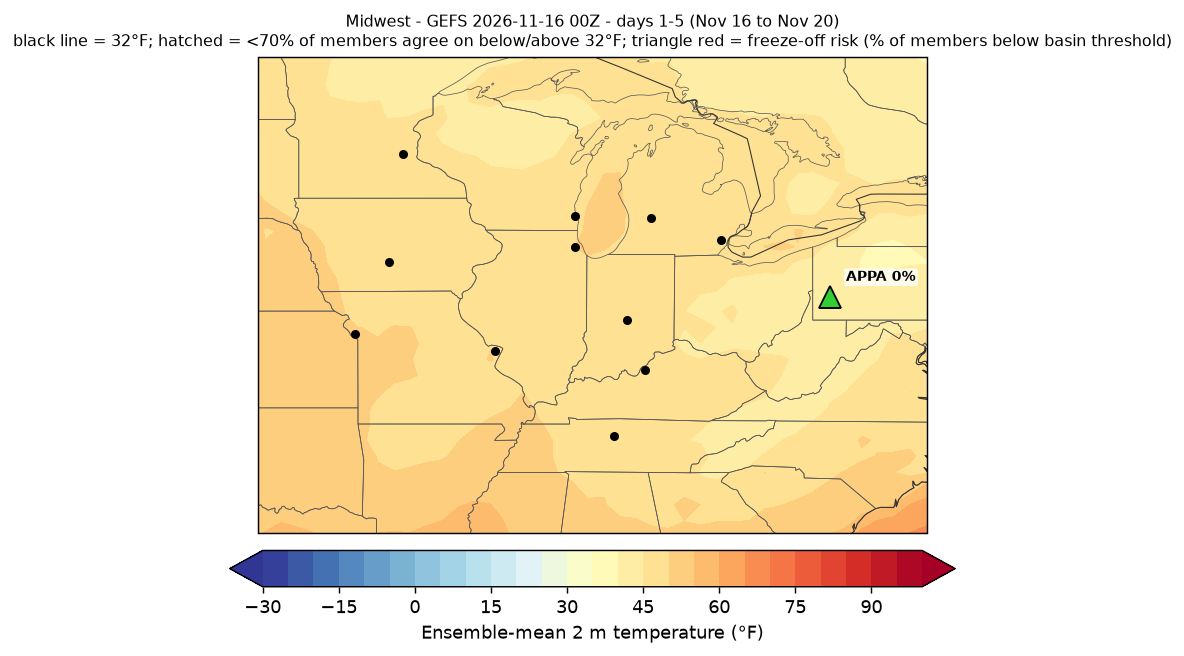 Midwest - GEFS 2026-11-16 00Z - days 1-5 (Nov 16 to Nov 20)
black line = 32°F; hatched = <70% of members agree on below/above 32°F; triangle red = freeze-off risk (% of members below basin threshold)
APPA 0%
−30 −15 0 15 30 45 60 75 90
Ensemble-mean 2 m temperature (°F)